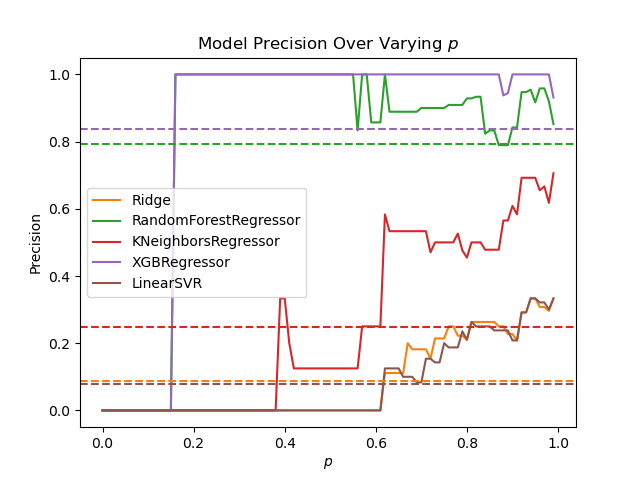 Model Precision Over Varying p
Precision
1.0
0.8
0.6
0.4
0.2
0.0
Ridge
RandomForestRegressor
KNeighborsRegressor
XGBRegressor
LinearSVR
0.0 0.2 0.4 0.6 0.8 1.0
p